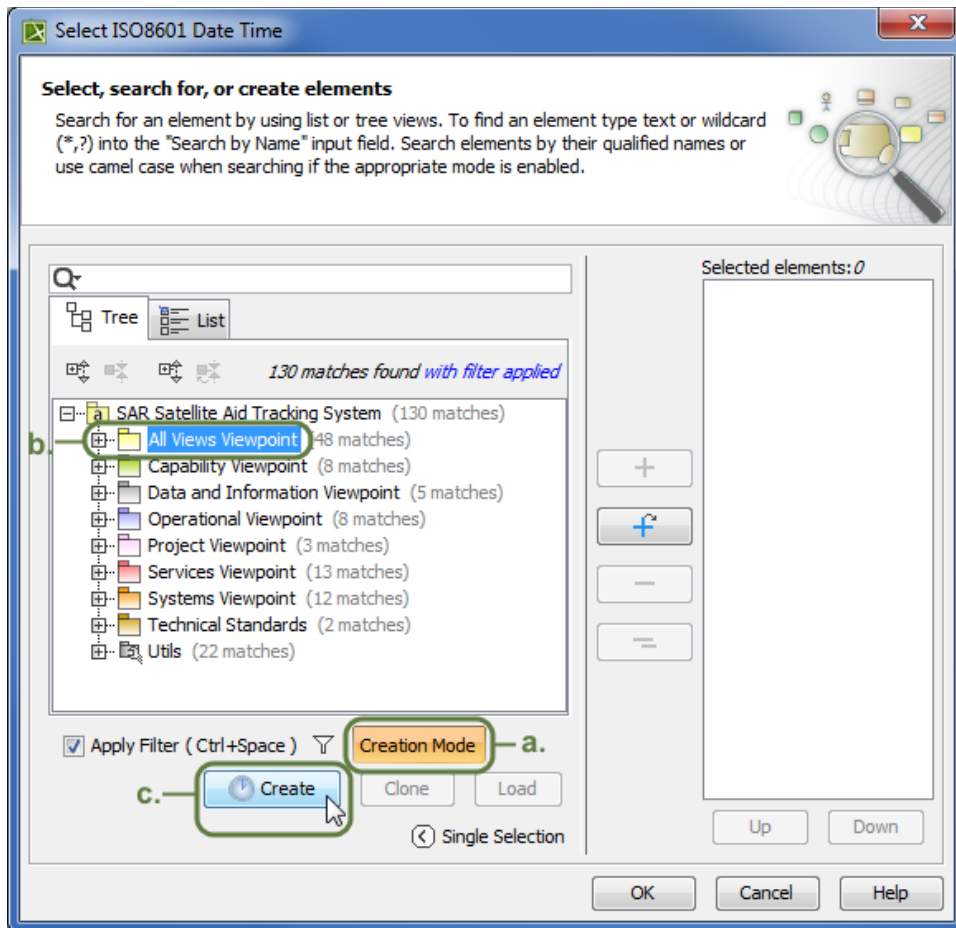 Select ISO8601 Date Time
x
Select, search for, or create elements
Search for an element by using list or tree views. To find an element type text or wildcard
(*,?) into the "Search by Name" input field. Search elements by their qualified names or
use camel case when searching if the appropriate mode is enabled.
Selected elements: 0
Tree
List
130 matches found with filter applied
a SAR Satellite Aid Tracking System (130 matches)
b. All Views Viewpoint (48 matches)
Capability Viewpoint (8 matches)
Data and Information Viewpoint (5 matches)
Operational Viewpoint (8 matches)
Project Viewpoint (3 matches)
Services Viewpoint (13 matches)
Systems Viewpoint (12 matches)
Technical Standards (2 matches)
Utils (22 matches)
Apply Filter ( Ctrl+Space ) Creation Mode a.
c. Create Clone Load
Single Selection
Up Down
OK Cancel Help